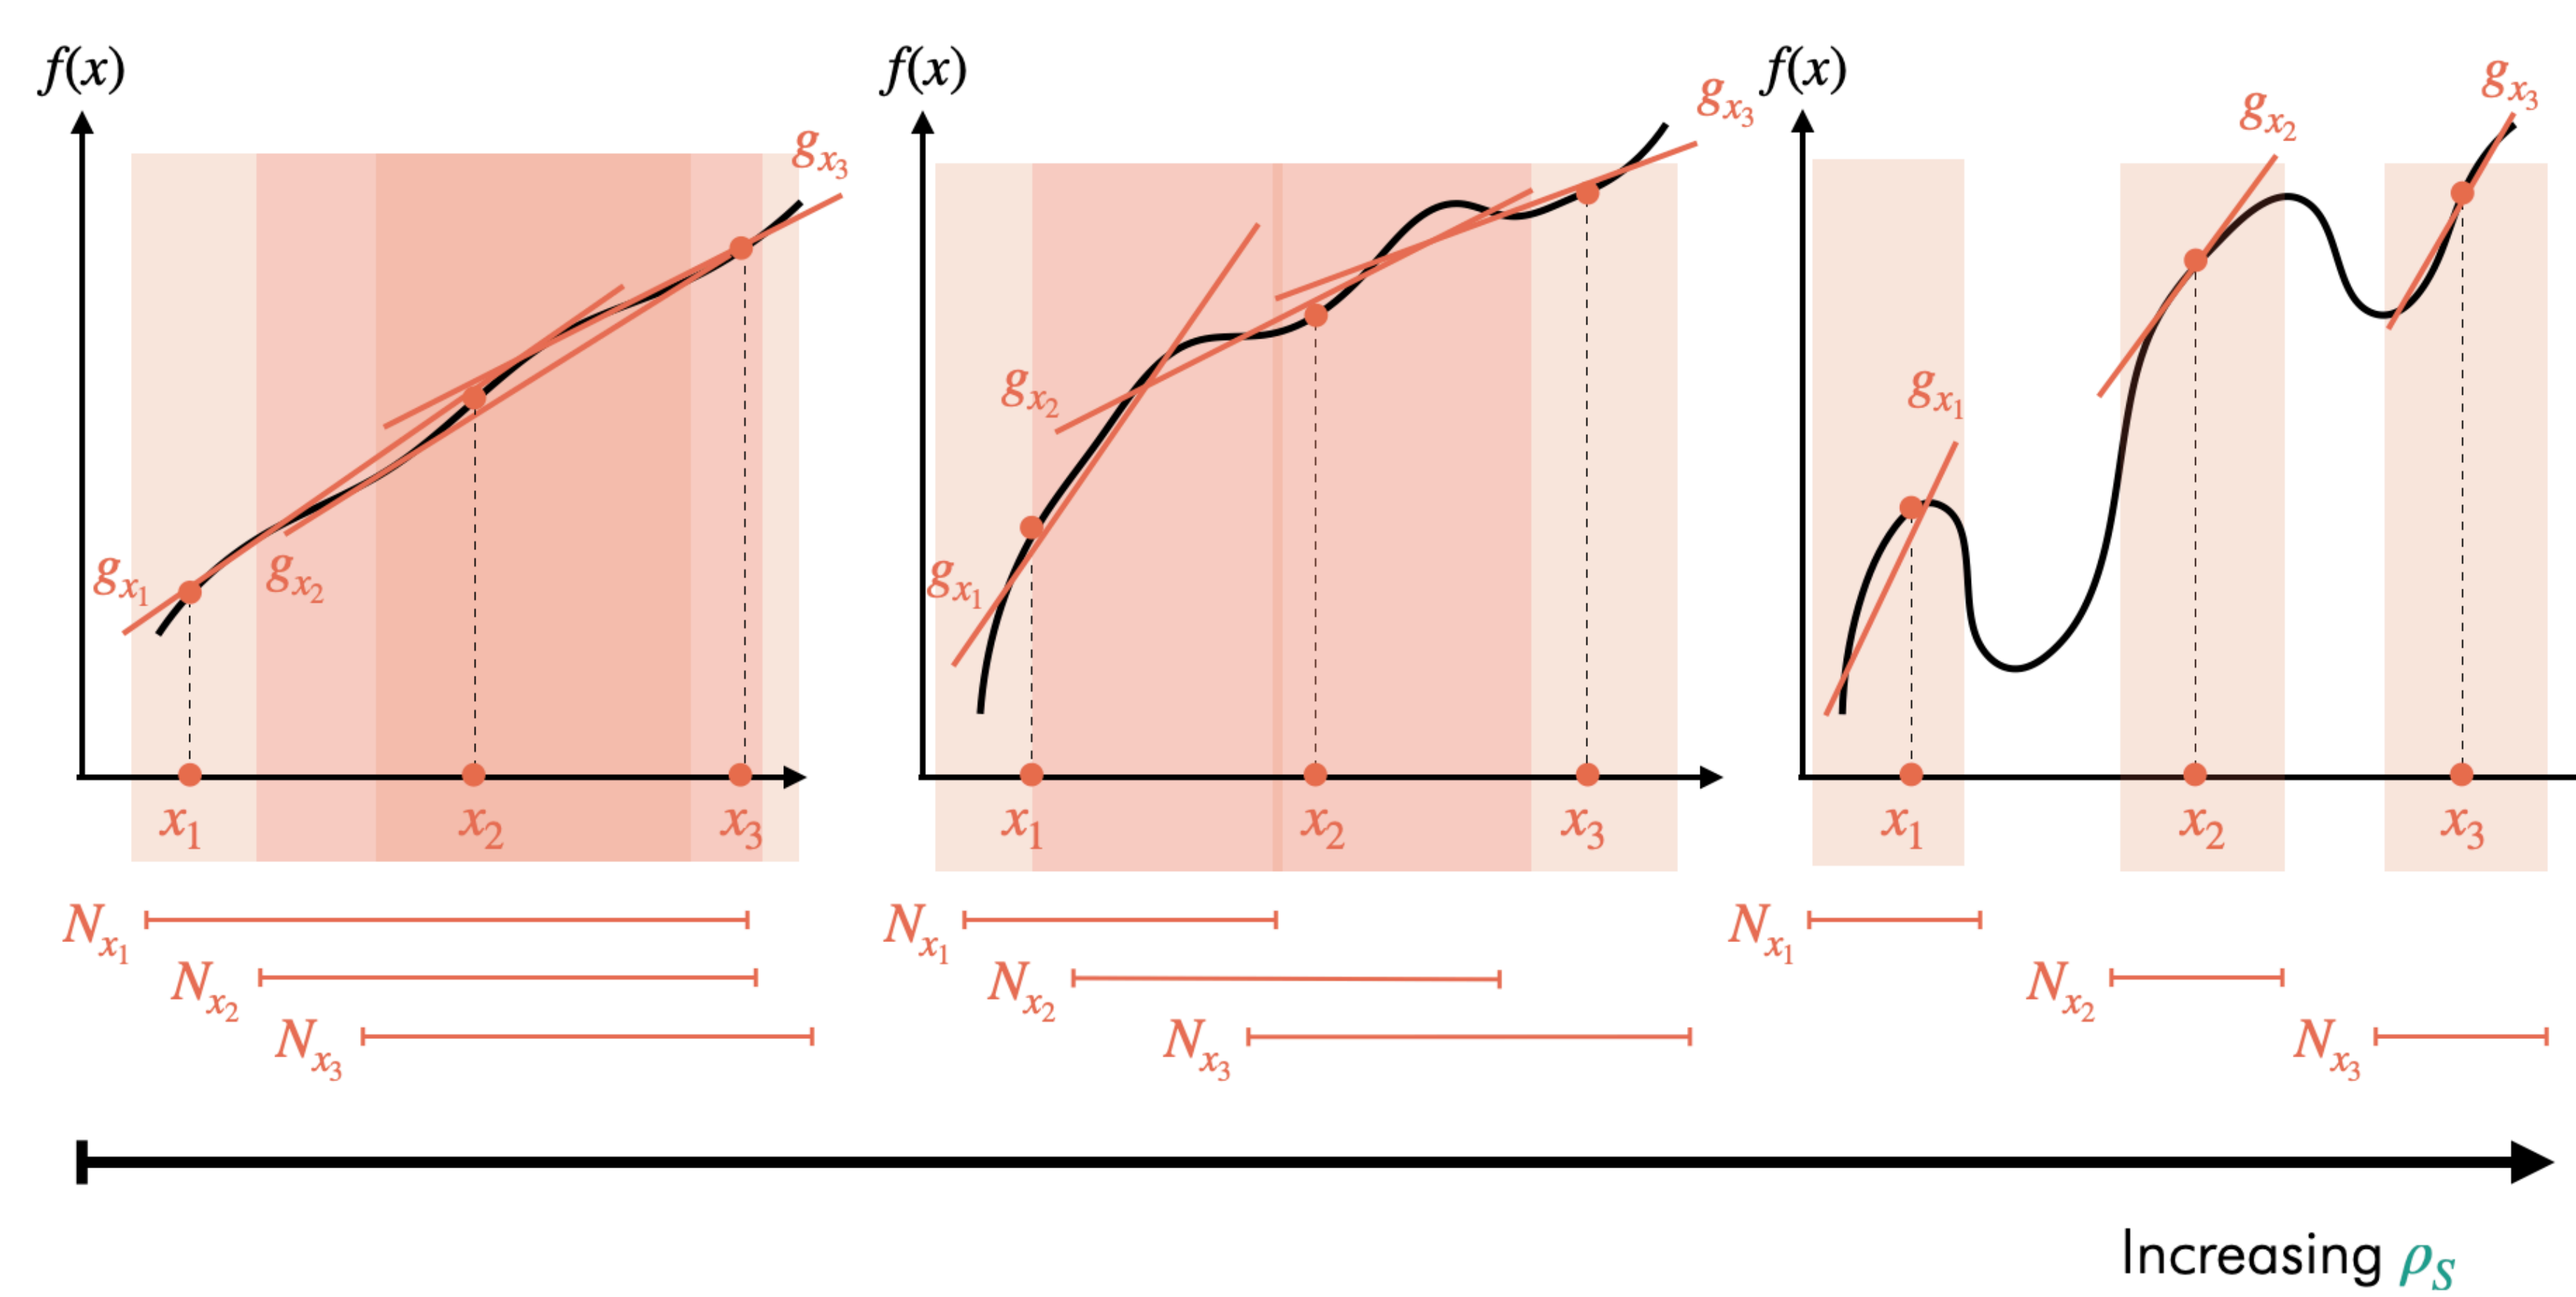 f(x)
g_{x_3}
g_{x_1}
g_{x_2}
x_1 x_2 x_3
N_{x_1}
N_{x_2}
N_{x_3}
f(x)
g_{x_3}
g_{x_2}
g_{x_1}
x_1 x_2 x_3
N_{x_1}
N_{x_2}
N_{x_3}
f(x)
g_{x_3}
g_{x_2}
g_{x_1}
x_1 x_2 x_3
N_{x_1}
N_{x_2}
N_{x_3}
Increasing ρ_S